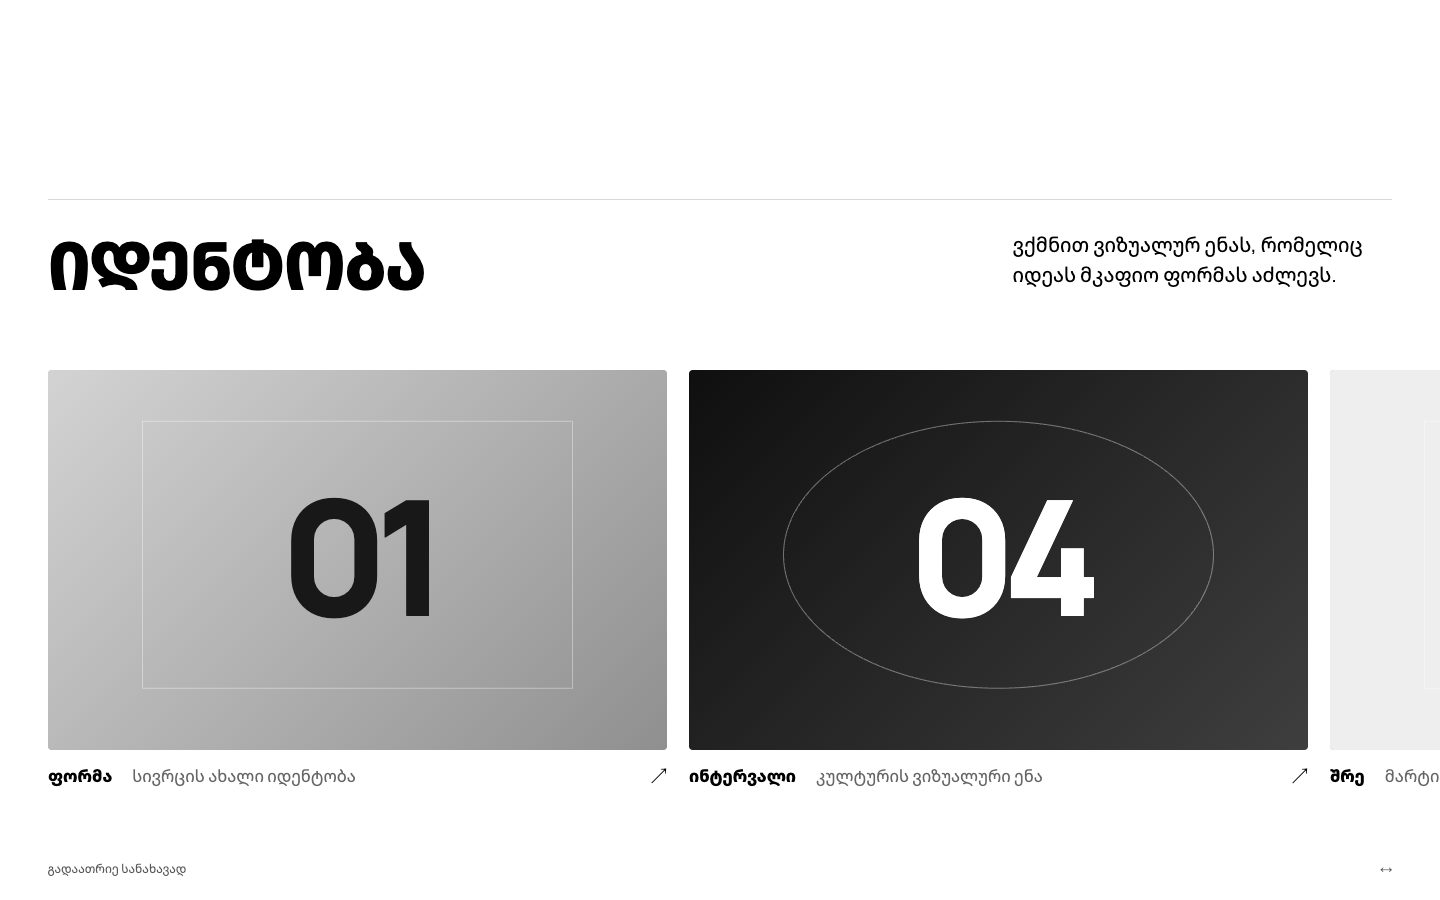 იდენტობა
ვქმნით ვიზუალურ ენას, რომელიც
იდეას მკაფიო ფორმას აძლევს.
01
04
ფორმა სივრცის ახალი იდენტობა ↗
ინტერვალი კულტურის ვიზუალური ენა ↗
შრე მარტი
გადაათრიე სანახავად ↔